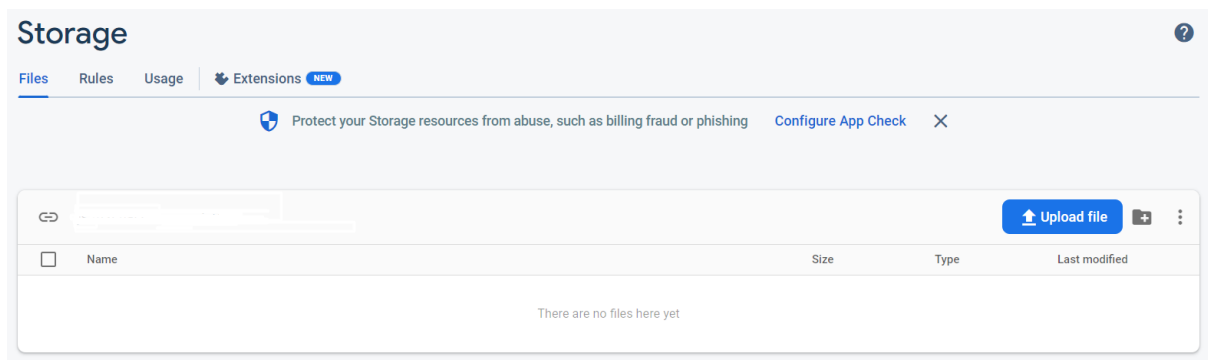 Storage
Files Rules Usage Extensions NEW
Protect your Storage resources from abuse, such as billing fraud or phishing Configure App Check
Upload file
Name Size Type Last modified
There are no files here yet